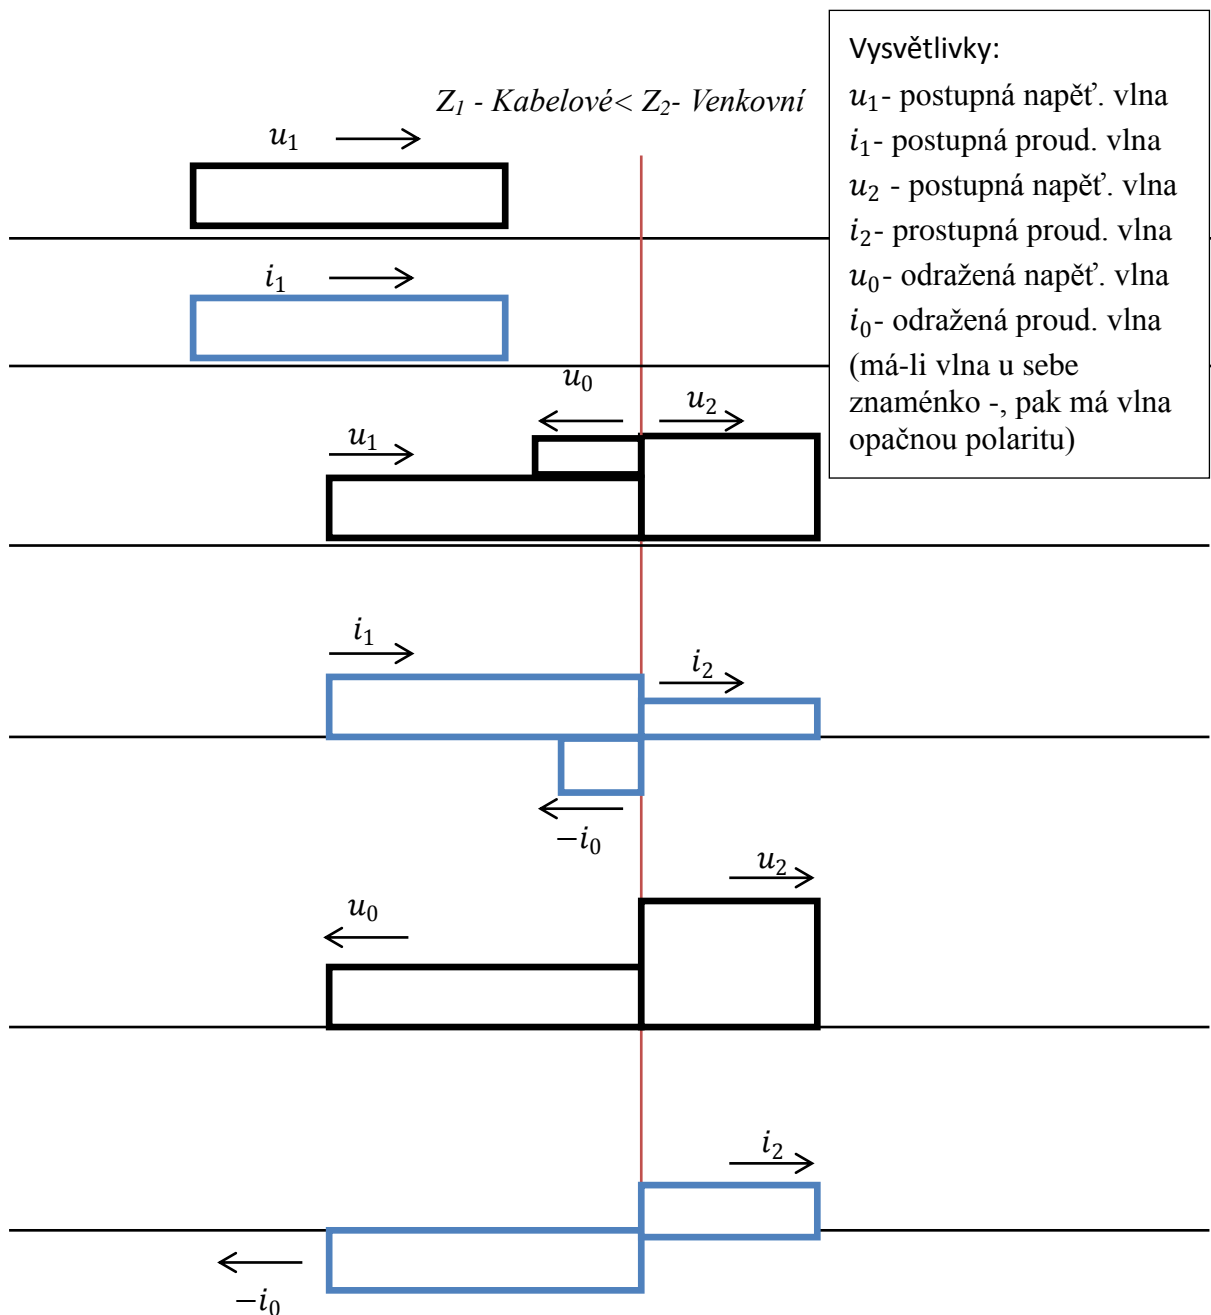 Vysvětlivky:
u₁- postupná napěť. vlna
i₁- postupná proud. vlna
u₂ - postupná napěť. vlna
i₂- prostupná proud. vlna
u₀- odražená napěť. vlna
i₀- odražená proud. vlna
(má-li vlna u sebe
znaménko -, pak má vlna
opačnou polaritu)
Z₁ - Kabelové< Z₂- Venkovní
u₁
i₁
u₀
u₂
u₁
i₁
i₂
−i₀
u₂
u₀
i₂
−i₀